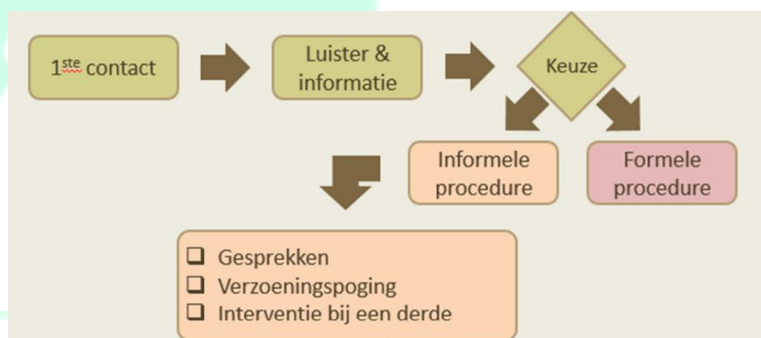 1ste contact
Luister &
informatie
Keuze
Informele
procedure
Formele
procedure
Gesprekken
Verzoeningspoging
Interventie bij een derde